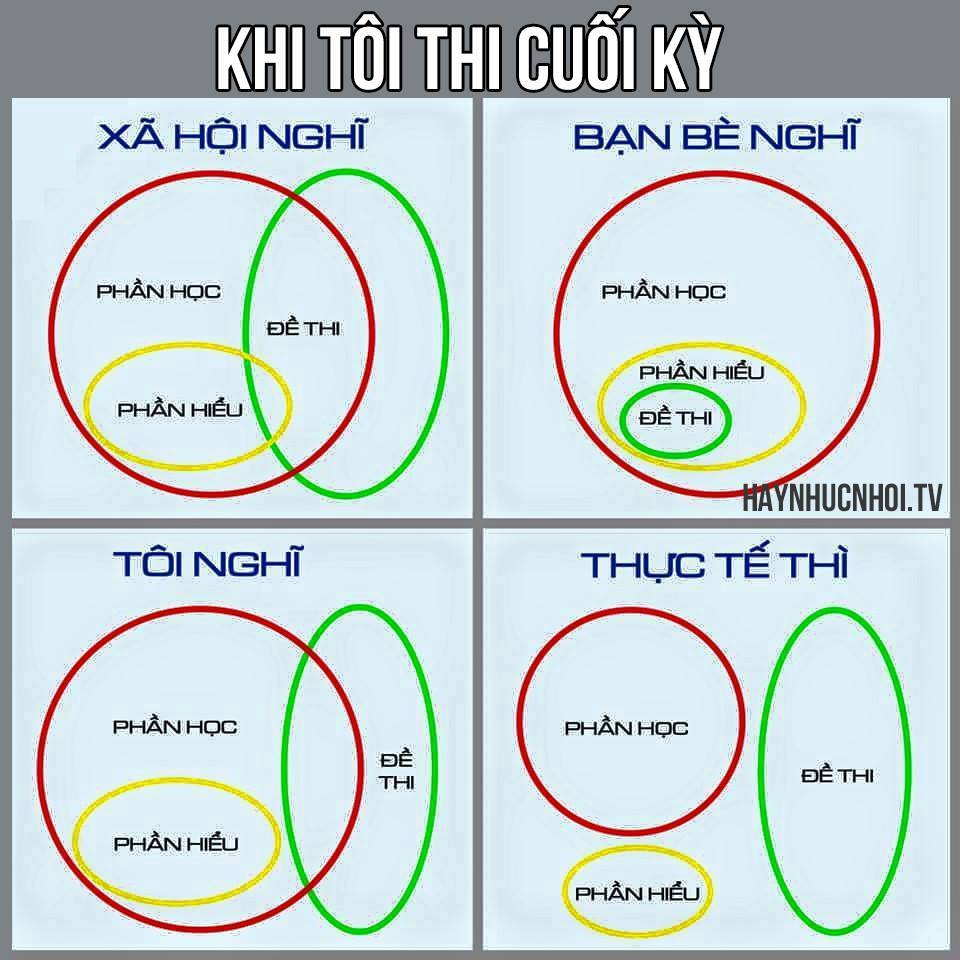 KHI TÔI THI CUỐI KỲ
XÃ HỘI NGHĨ
PHẦN HỌC
ĐỀ THI
PHẦN HIỂU
BẠN BÈ NGHĨ
PHẦN HỌC
PHẦN HIỂU
ĐỀ THI
HAYNHUCNHOI.TV
TÔI NGHĨ
PHẦN HỌC
ĐỀ
THI
PHẦN HIỂU
THỰC TẾ THÌ
PHẦN HỌC
ĐỀ THI
PHẦN HIỂU